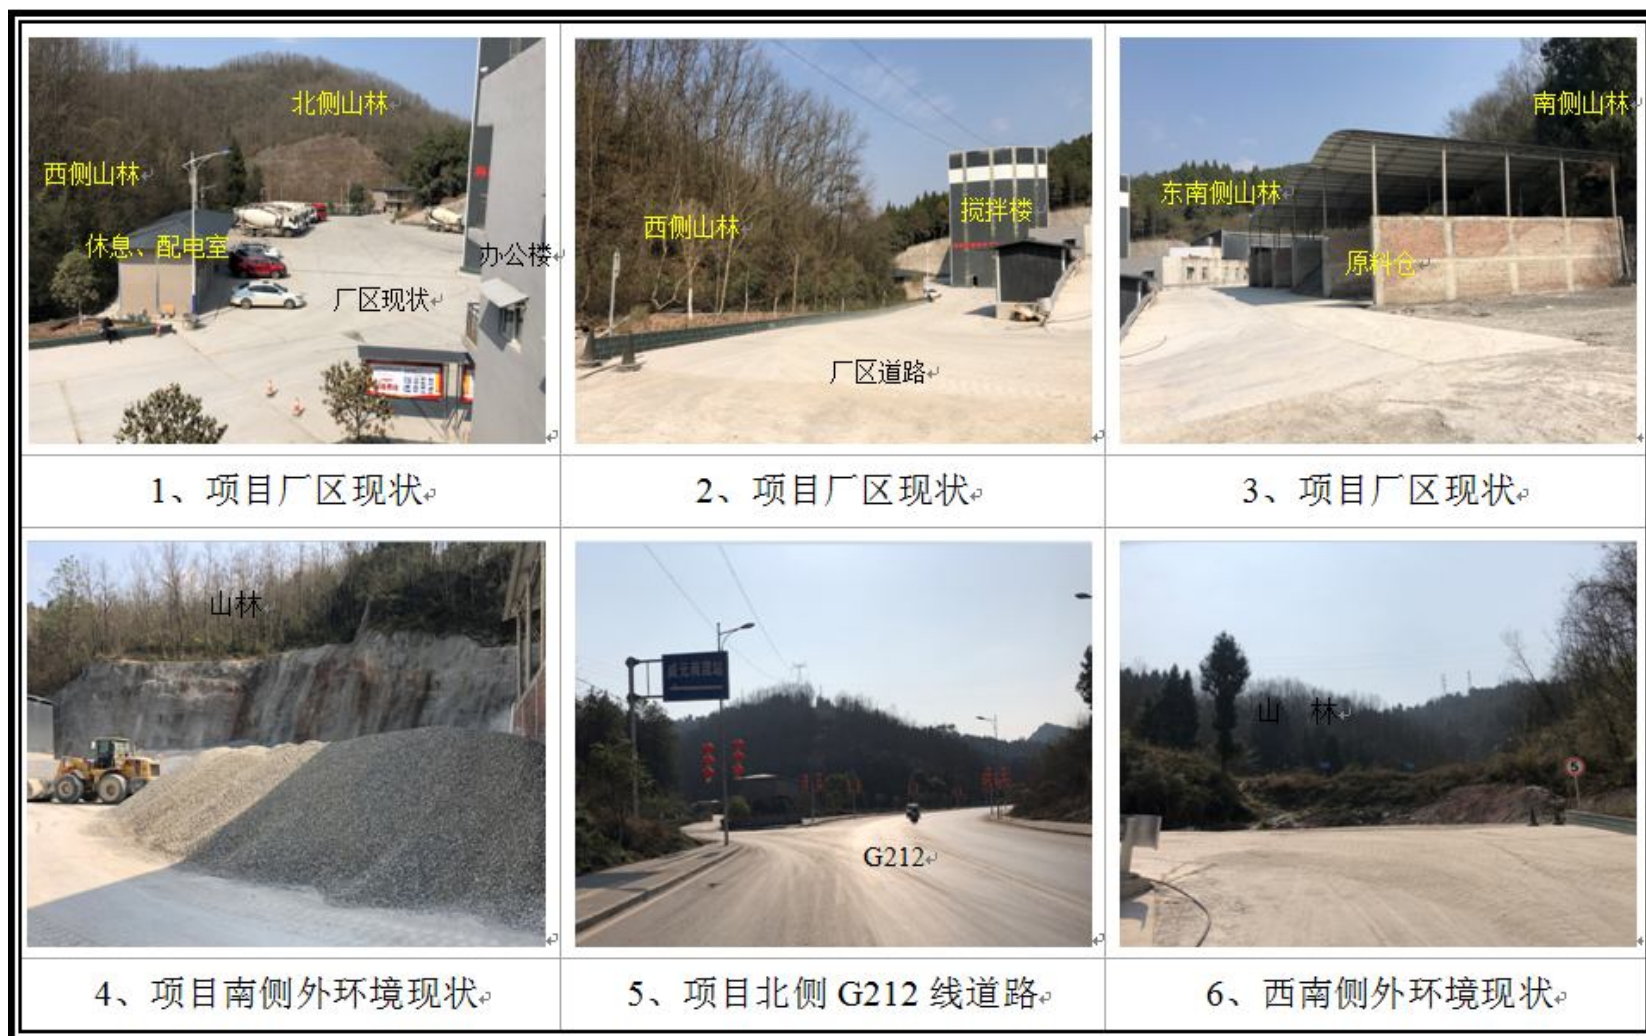 北侧山林
西侧山林
休息、配电室
办公楼
厂区现状
西侧山林
搅拌楼
厂区道路
南侧山林
东南侧山林
原料仓
1、项目厂区现状
2、项目厂区现状
3、项目厂区现状
山林
G212
山 林
5
4、项目南侧外环境现状
5、项目北侧 G212 线道路
6、西南侧外环境现状